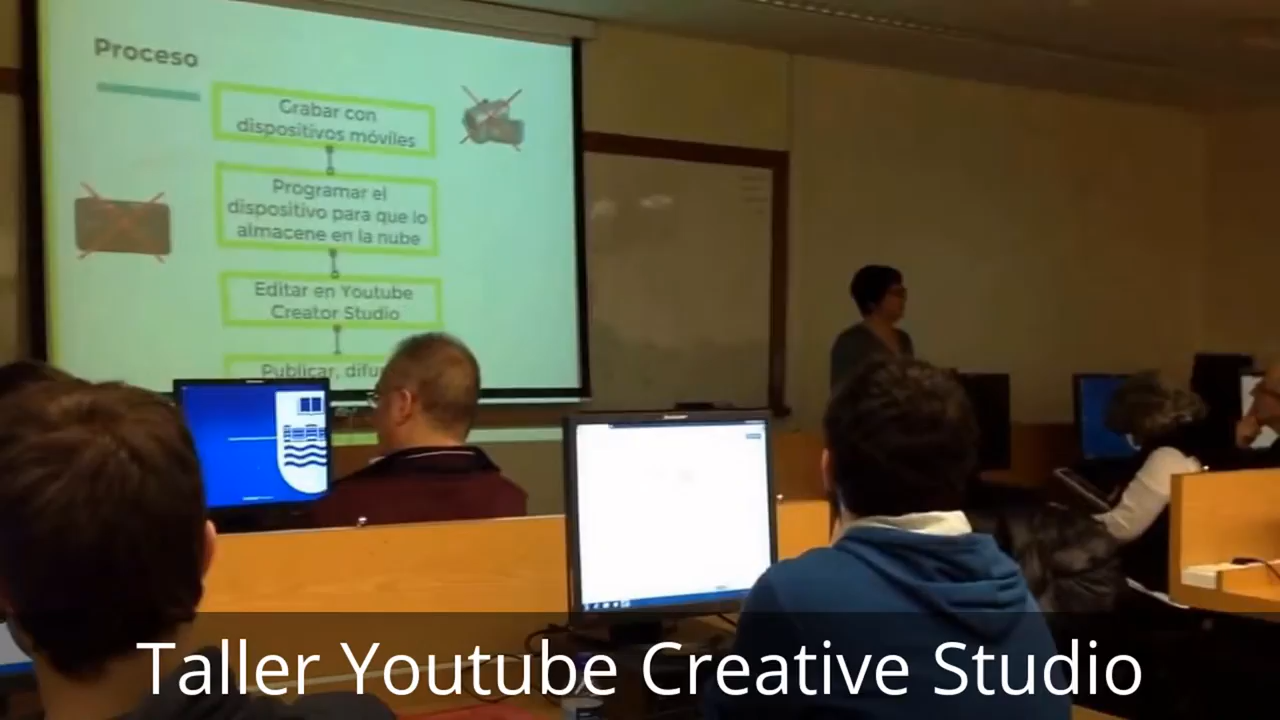 Proceso
Grabar con
dispositivos móviles
Programar el
dispositivo para que lo
almacene en la nube
Editar en Youtube
Creator Studio
Publicar,
Taller Youtube Creative Studio